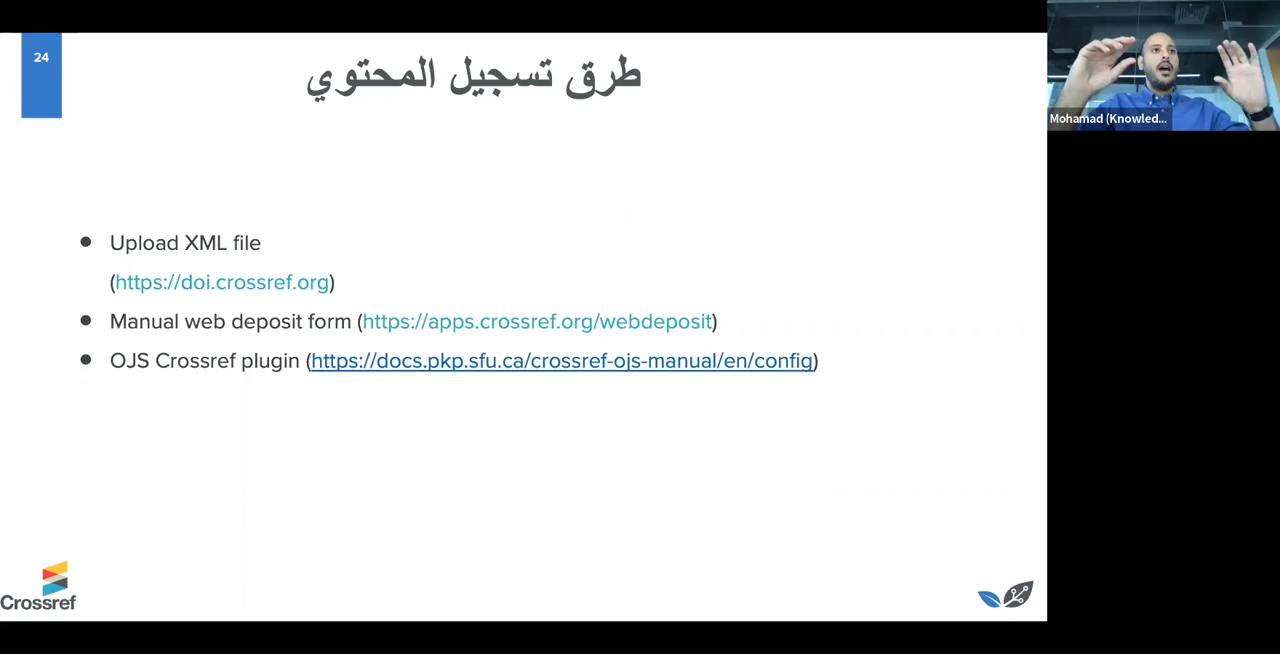 24
طرق تسجيل المحتوي
Mohamad (Knowled...
● Upload XML file
(https://doi.crossref.org)
● Manual web deposit form (https://apps.crossref.org/webdeposit)
● OJS Crossref plugin (https://docs.pkp.sfu.ca/crossref-ojs-manual/en/config)
Crossref